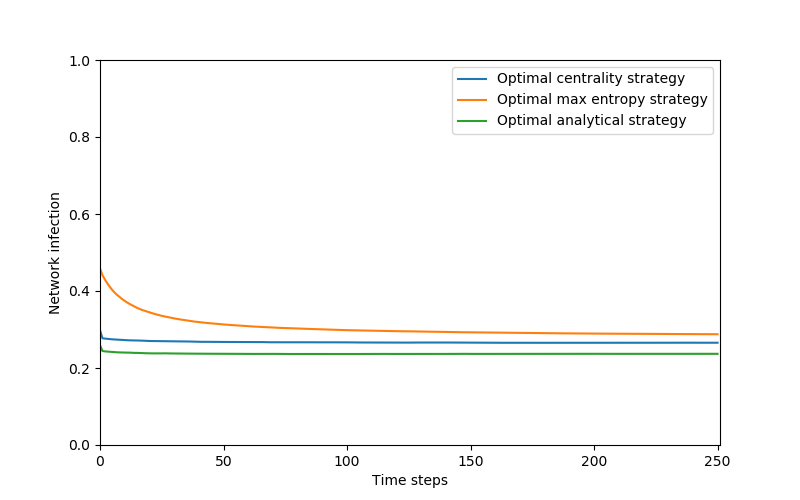 1.0
0.8
0.6
0.4
0.2
0.0
Network infection
0 50 100 150 200 250
Time steps
Optimal centrality strategy
Optimal max entropy strategy
Optimal analytical strategy